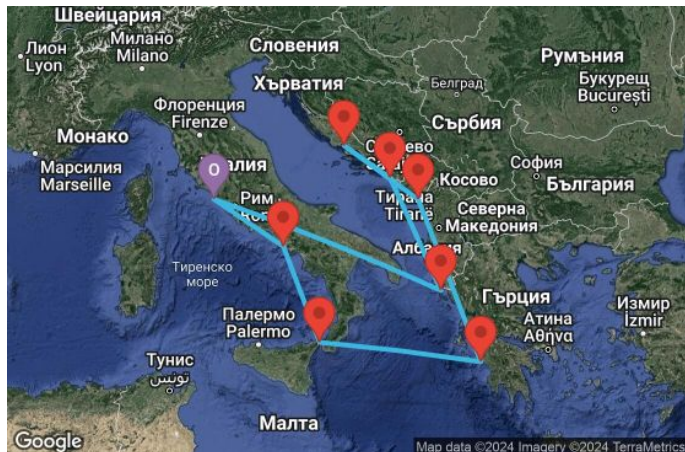 Швейцария
Милано
Milano
Лион
Lyon
Словения
Хърватия
Белград
Румъния
Букурещ
București
Флоренция
Firenze
Монако
Марсилия
Marseille
Сърбия
София
Косово
България
Тирана
Tiranë
Северна
Македония
Рим
O
Тиренско
море
Гърция
Измир
İzmir
Атина
Αθήνα
Палермо
Palermo
Тунис
تونس
Малта
Google
Map data ©2024 Imagery ©2024 TerraMetrics